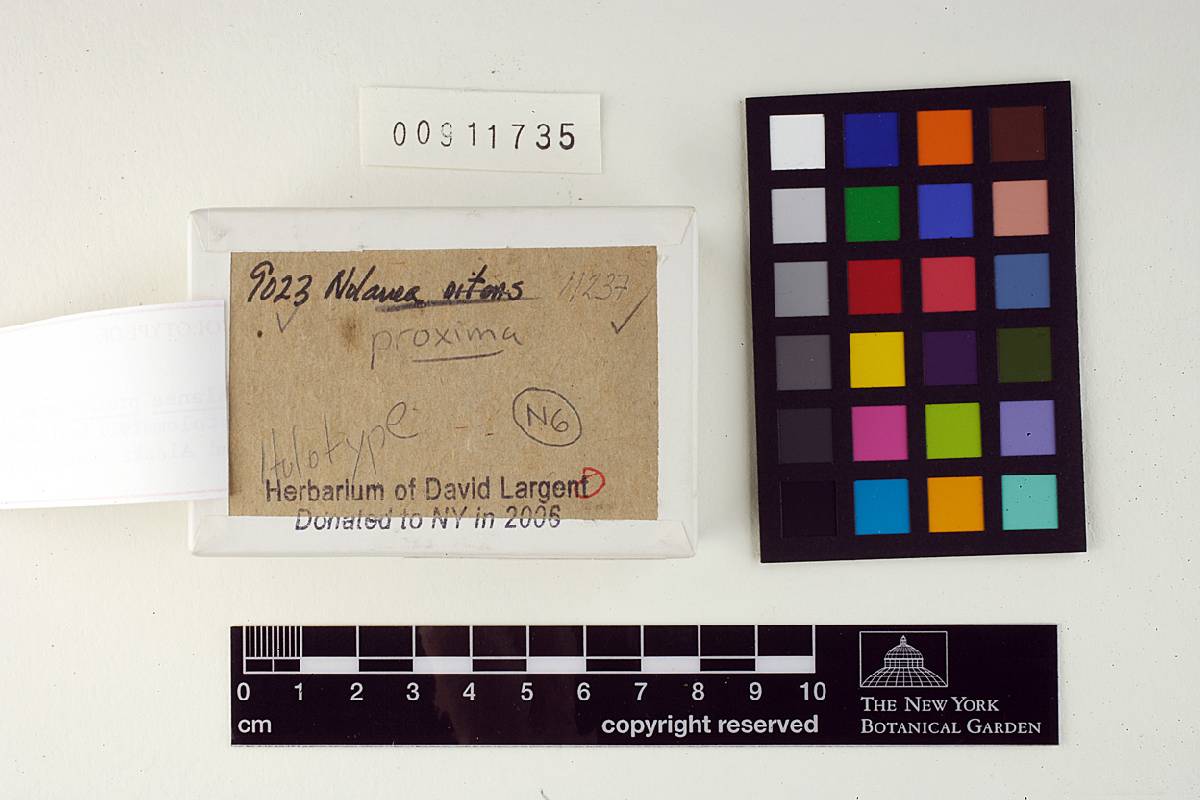 00911735
9023 Nolanea nitens 11237
proxima
N6
Holotype
Herbarium of David Largent
Donated to NY in 2006
0 1 2 3 4 5 6 7 8 9 10
cm copyright reserved
THE NEW YORK
BOTANICAL GARDEN